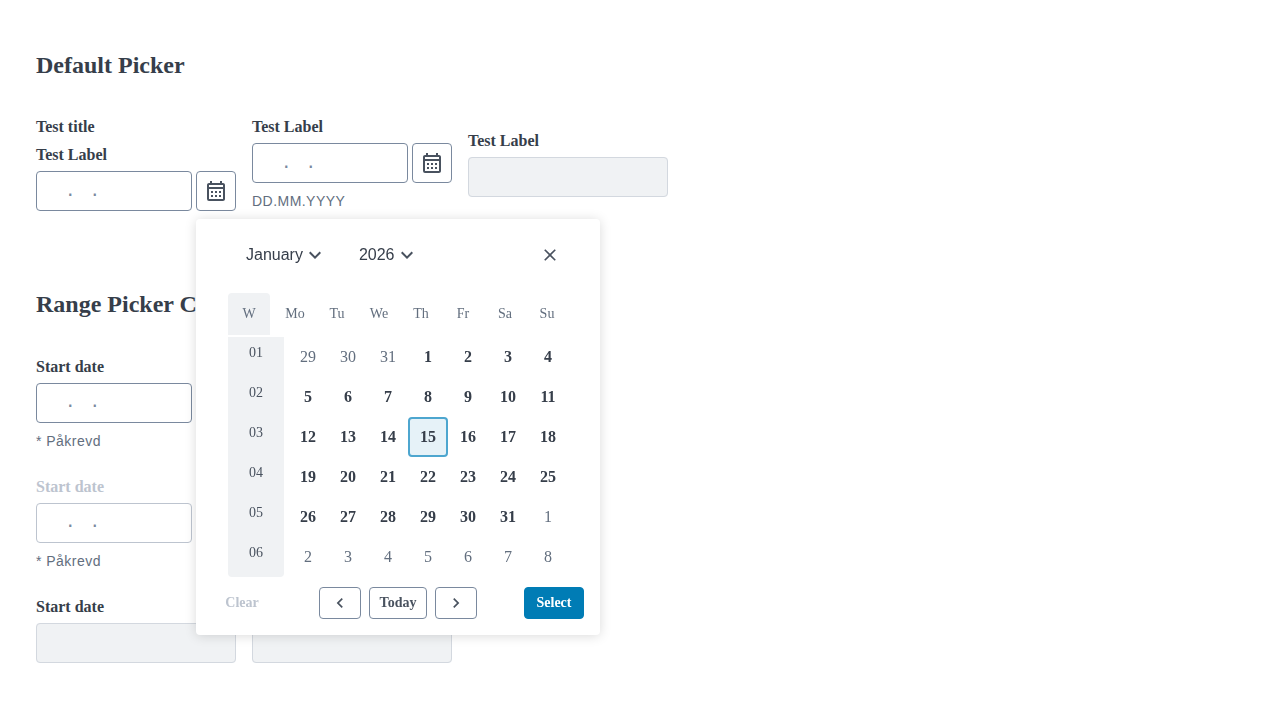 Default Picker
Test title
Test Label
. .
Test Label
. .
DD.MM.YYYY
Test Label
January 2026
Range Picker C
W Mo Tu We Th Fr Sa Su
01 29 30 31 1 2 3 4
02 5 6 7 8 9 10 11
03 12 13 14 15 16 17 18
04 19 20 21 22 23 24 25
05 26 27 28 29 30 31 1
06 2 3 4 5 6 7 8
Clear Today Select
Start date
. .
* Påkrevd
Start date
. .
* Påkrevd
Start date